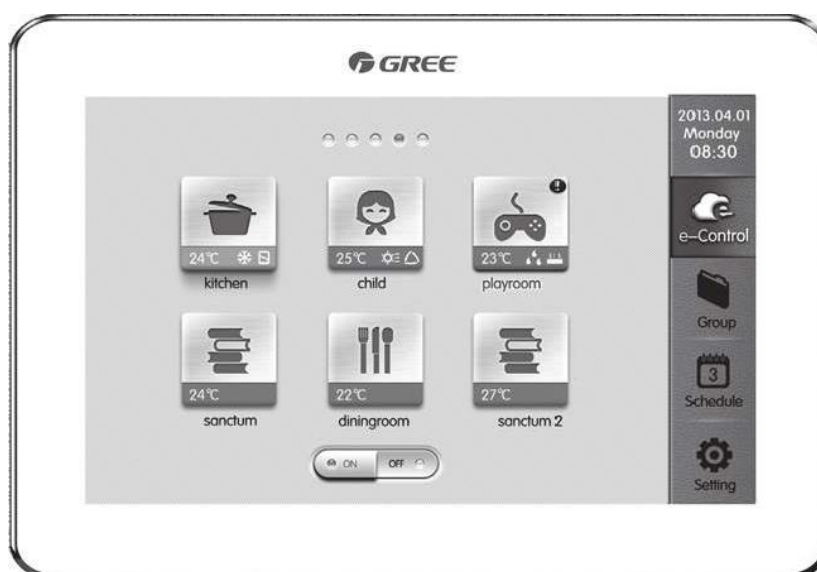 GREE
2013.04.01
Monday
08:30
24℃
kitchen
25℃
child
23℃
playroom
24℃
sanctum
22℃
diningroom
27℃
sanctum 2
ON OFF
e-Control
Group
3
Schedule
Setting